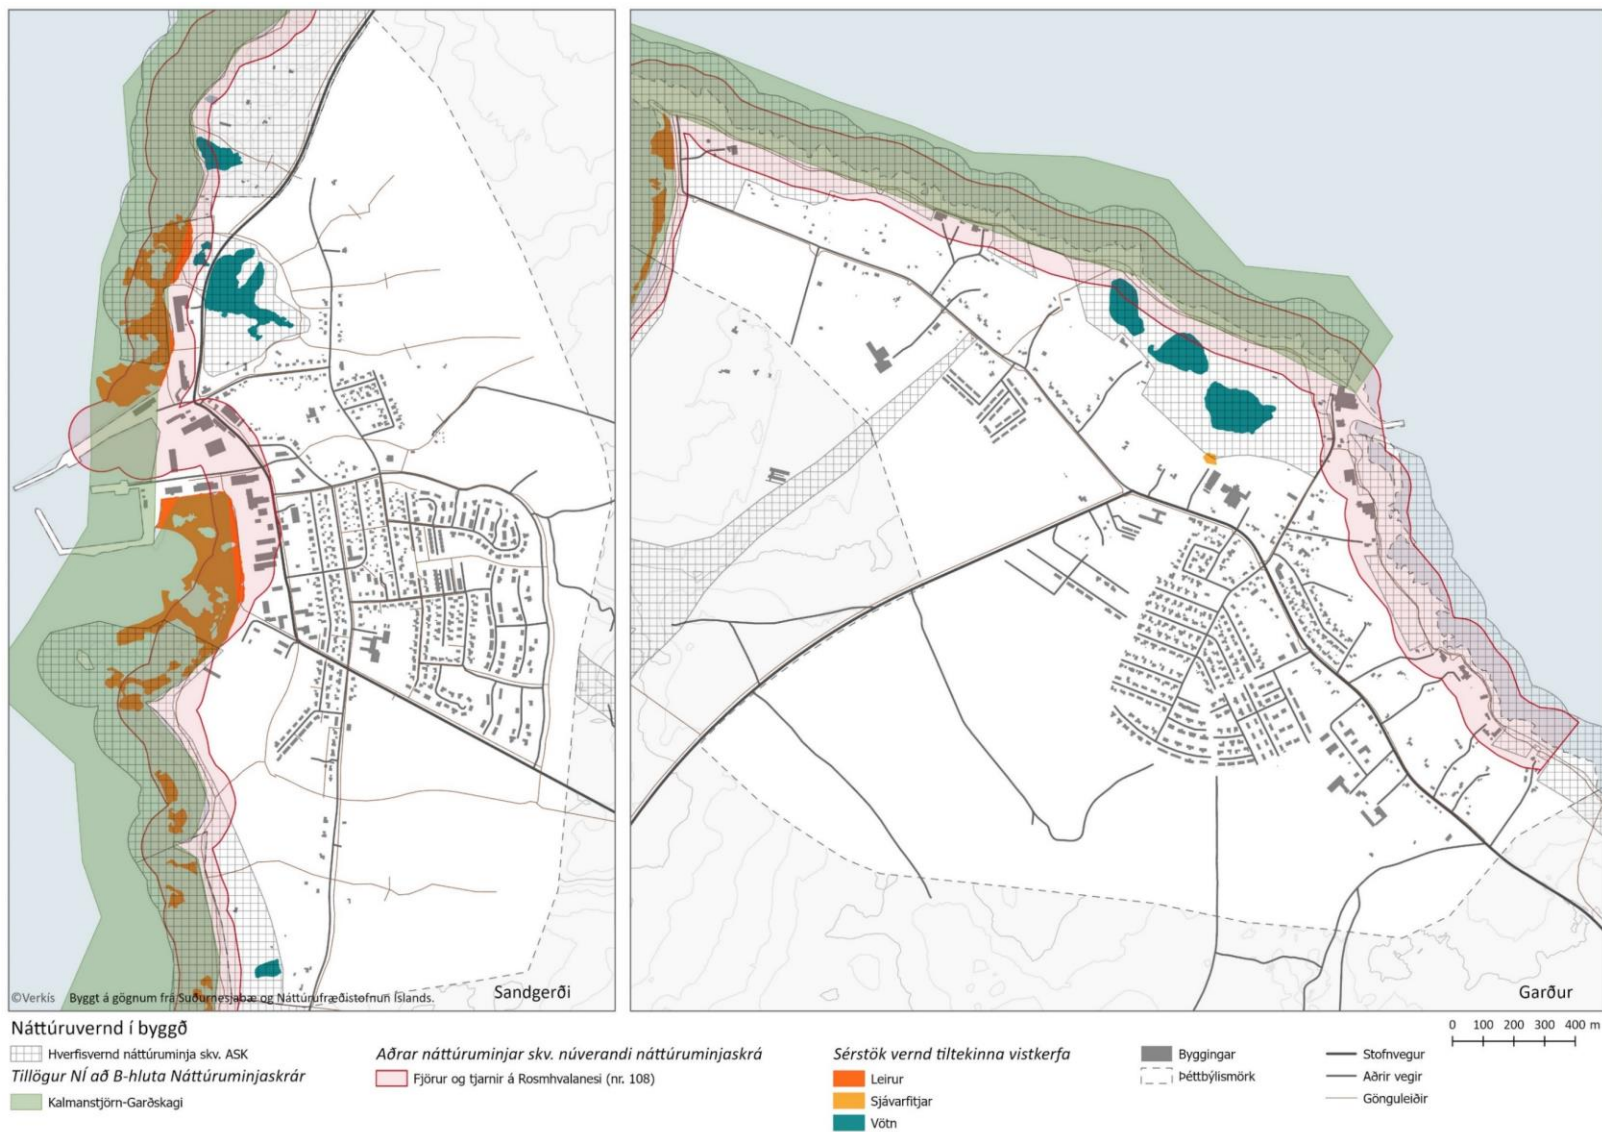 ©Verkís Byggt á gögnum frá Suðurnesjabæ og Náttúrufræðistofnun Íslands.
Sandgerði
Garður
Náttúruvernd í byggð
Hverfisvernd náttúruminja skv. ASK
Tillögur NÍ að B-hluta Náttúruminjaskrár
Kalmanstjörn-Garðskagi
Aðrar náttúruminjar skv. núverandi náttúruminjaskrá
Fjörur og tjarnir á Rosmhvalanesi (nr. 108)
Sérstök vernd tiltekinna vistkerfa
Leirur
Sjávarfitjar
Vötn
Byggingar
Þéttbýlismörk
Stofnvegur
Aðrir vegir
Gönguleiðir
0 100 200 300 400 m